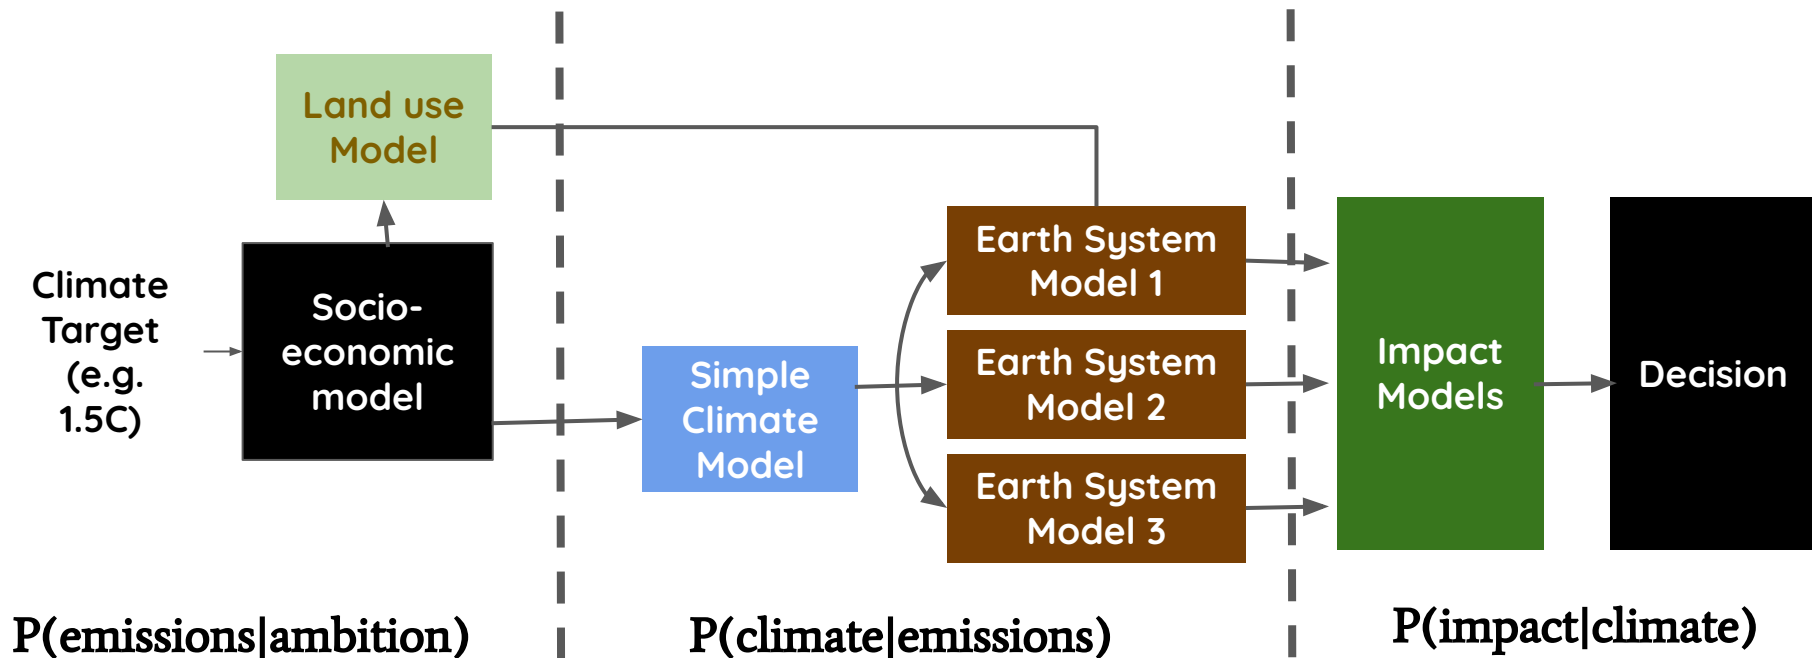 Land use
Model
Climate
Target
(e.g.
1.5C)
Socio-
economic
model
Simple
Climate
Model
Earth System
Model 1
Earth System
Model 2
Earth System
Model 3
Impact
Models
Decision
P(emissions|ambition)
P(climate|emissions)
P(impact|climate)